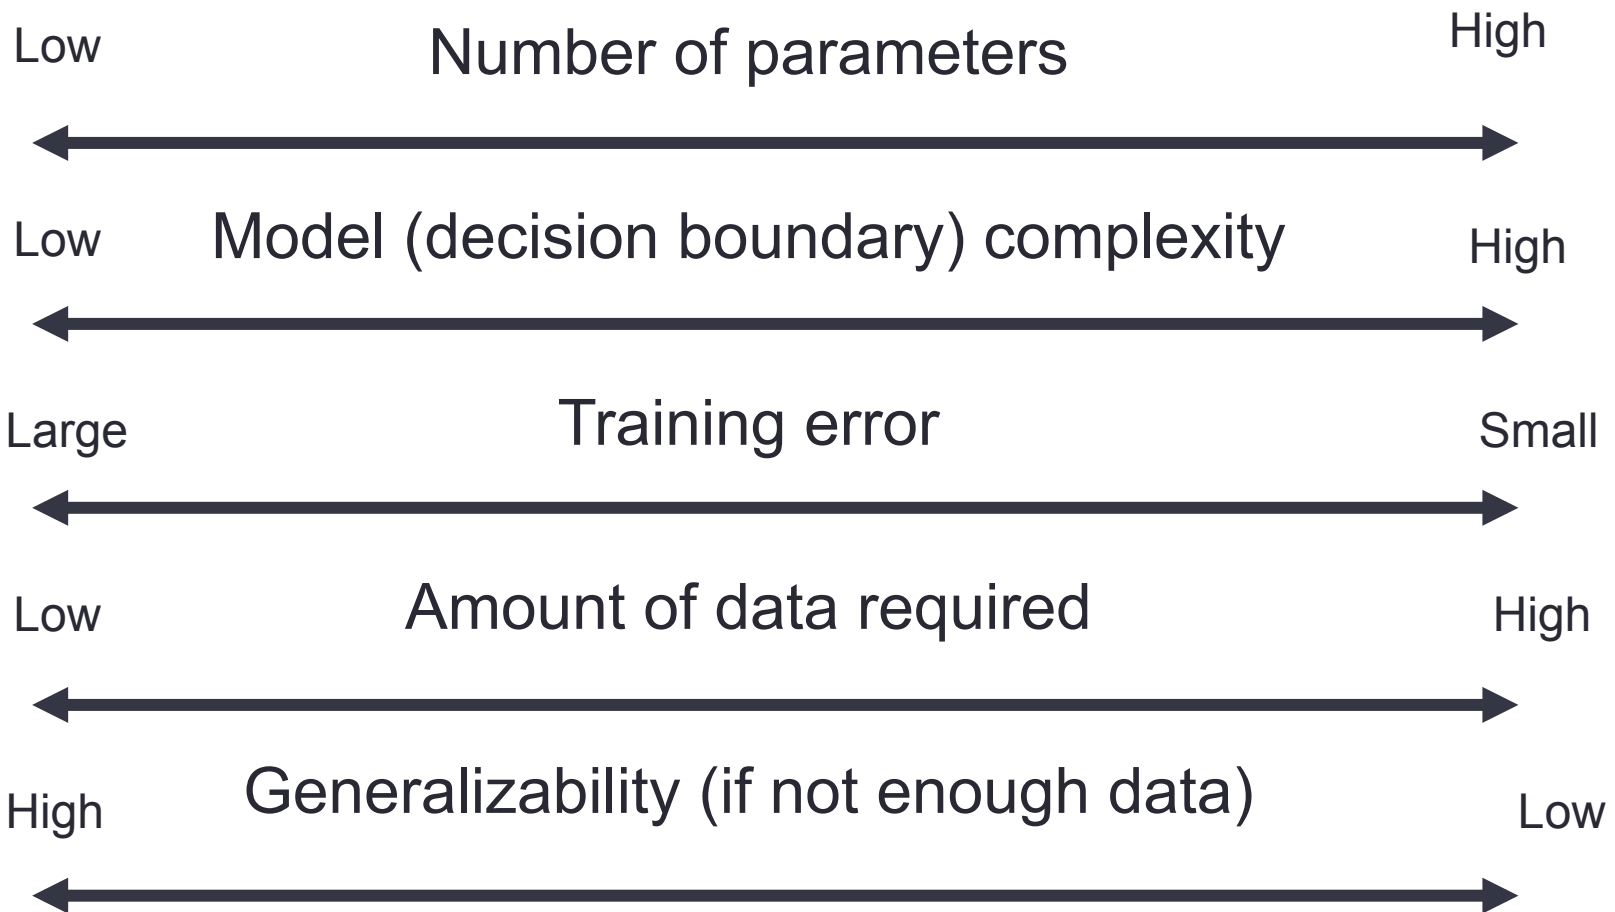 Low Number of parameters High
Low Model (decision boundary) complexity High
Large Training error Small
Low Amount of data required High
High Generalizability (if not enough data) Low